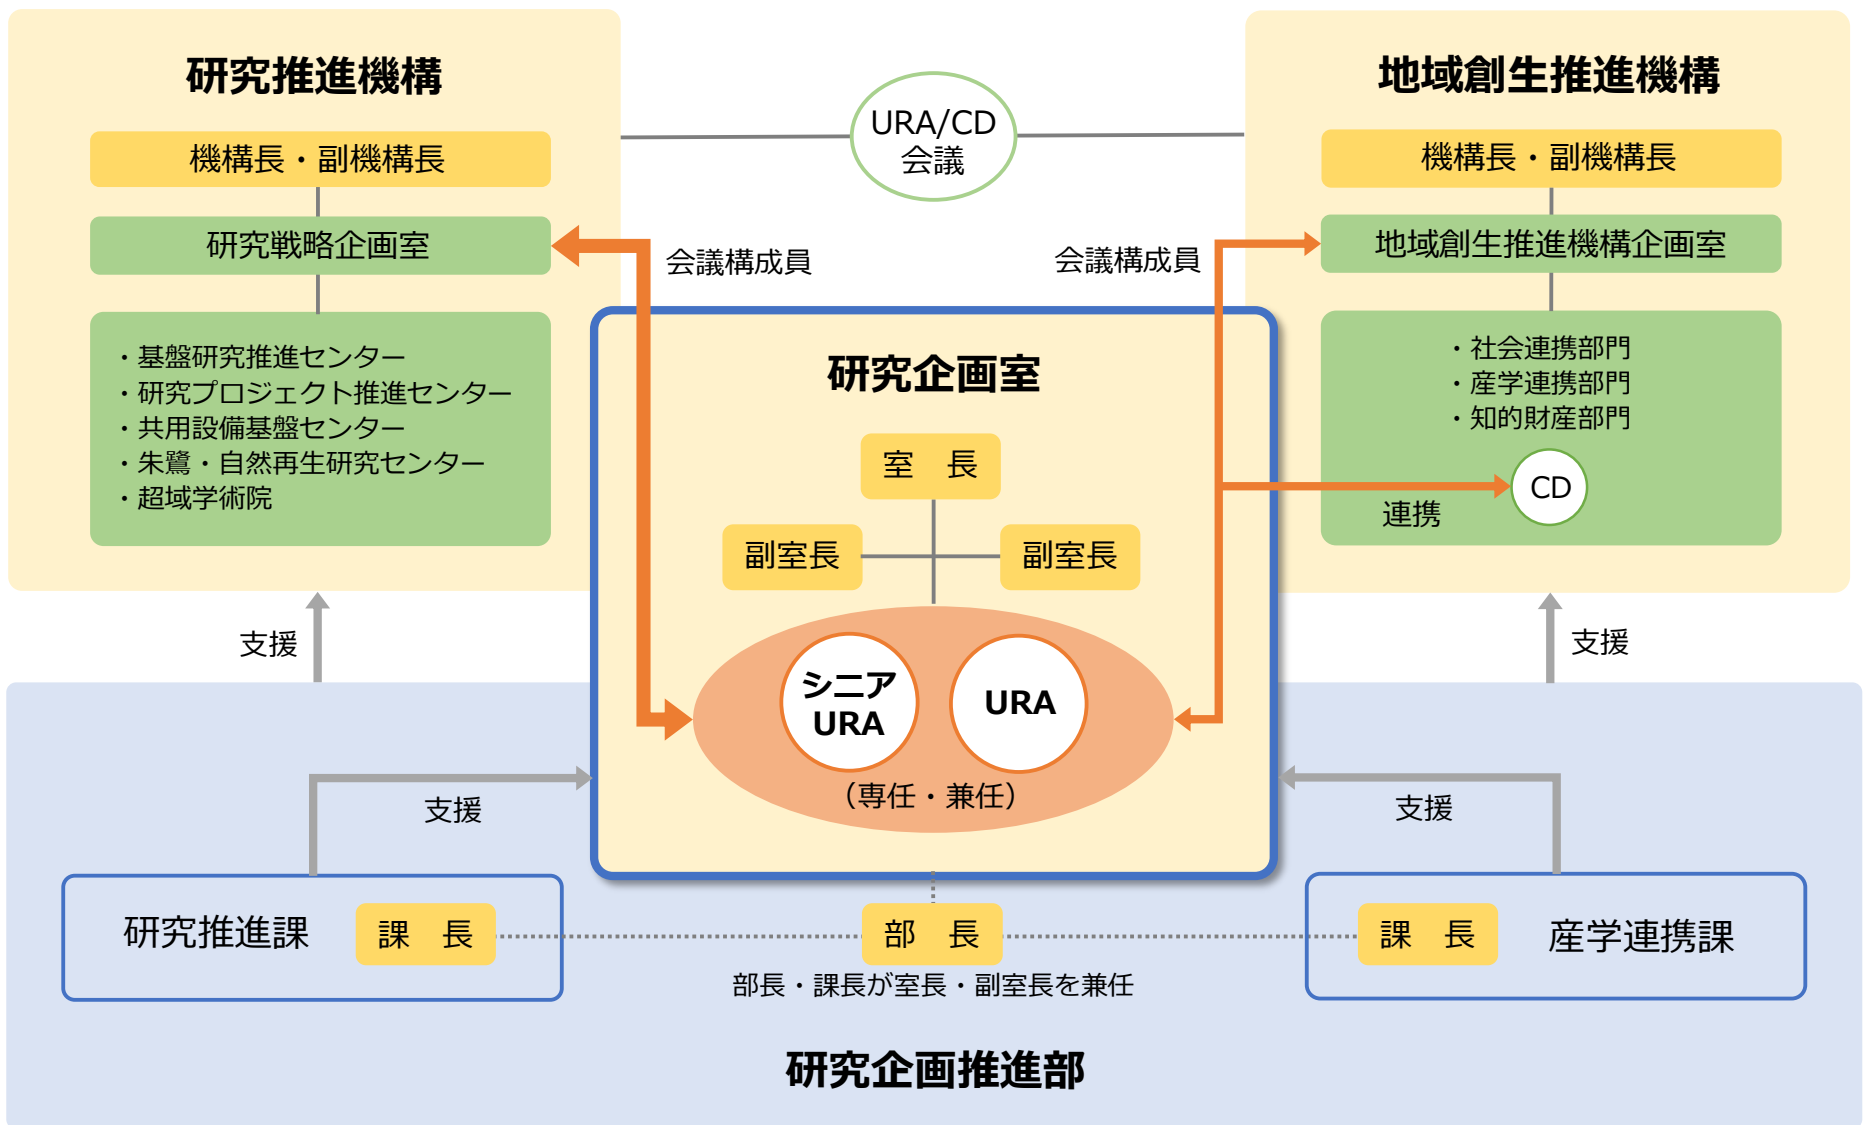 研究推進機構
機構長・副機構長
研究戦略企画室
・基盤研究推進センター
・研究プロジェクト推進センター
・共用設備基盤センター
・朱鷺・自然再生研究センター
・超域学術院
URA/CD
会議
会議構成員
会議構成員
地域創生推進機構
機構長・副機構長
地域創生推進機構企画室
・社会連携部門
・産学連携部門
・知的財産部門
CD
連携
研究企画室
室　長
副室長
副室長
シニア
URA
URA
（専任・兼任）
支援
支援
支援
支援
研究推進課
課　長
部　長
課　長
産学連携課
部長・課長が室長・副室長を兼任
研究企画推進部